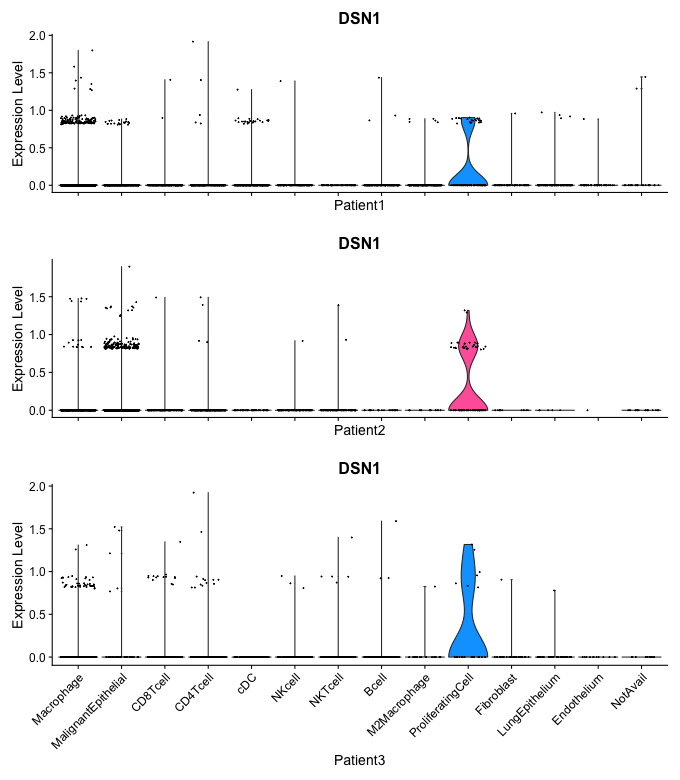 DSN1
2.0
1.5
1.0
0.5
0.0
Expression Level
Patient1
DSN1
1.5
1.0
0.5
0.0
Expression Level
Patient2
DSN1
2.0
1.5
1.0
0.5
0.0
Expression Level
Macrophage
MalignantEpithelial
CD8Tcell
CD4Tcell
cDC
NKcell
NKTcell
Bcell
M2Macrophage
ProliferatingCell
Fibroblast
LungEpithelium
Endothelium
NotAvail
Patient3